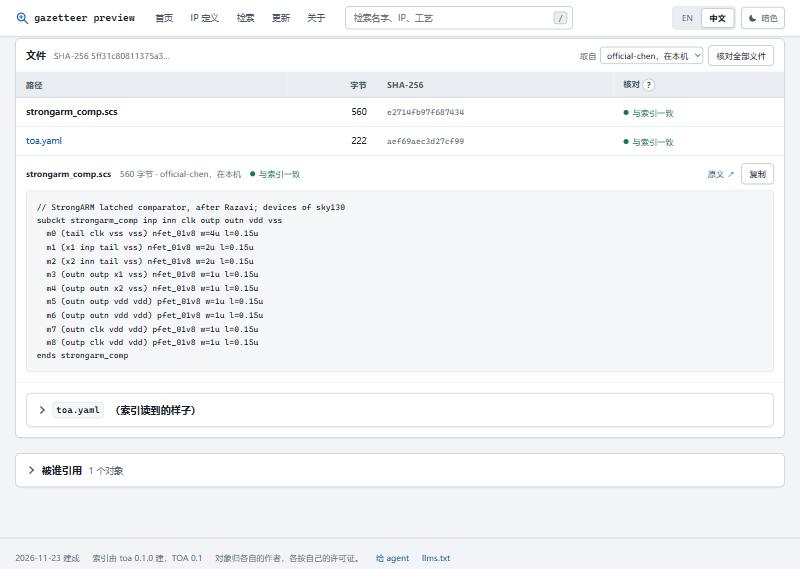 gazetteer preview 首页 IP 定义 检索 更新 关于 检索名字、IP、工艺 / EN 中文 暗色
文件 SHA-256 5ff31c80811375a3… 取自 official-chen，在本机 核对全部文件
路径 字节 SHA-256 核对 ?
strongarm_comp.scs 560 e2714fb97f687434 与索引一致
toa.yaml 222 aef69aec3d27cf99 与索引一致
strongarm_comp.scs 560 字节 · official-chen，在本机 与索引一致 原文 ↗ 复制
// StrongARM latched comparator, after Razavi; devices of sky130
subckt strongarm_comp inp inn clk outp outn vdd vss
m0 (tail clk vss vss) nfet_01v8 w=4u l=0.15u
m1 (x1 inp tail vss) nfet_01v8 w=2u l=0.15u
m2 (x2 inn tail vss) nfet_01v8 w=2u l=0.15u
m3 (outn outp x1 vss) nfet_01v8 w=1u l=0.15u
m4 (outp outn x2 vss) nfet_01v8 w=1u l=0.15u
m5 (outn outp vdd vdd) pfet_01v8 w=1u l=0.15u
m6 (outp outn vdd vdd) pfet_01v8 w=1u l=0.15u
m7 (outn clk vdd vdd) pfet_01v8 w=1u l=0.15u
m8 (outp clk vdd vdd) pfet_01v8 w=1u l=0.15u
ends strongarm_comp
toa.yaml （索引读到的样子）
被谁引用 1 个对象
2026-11-23 建成 索引由 toa 0.1.0 建，TOA 0.1 对象归各自的作者，各按自己的许可证。 给 agent llms.txt